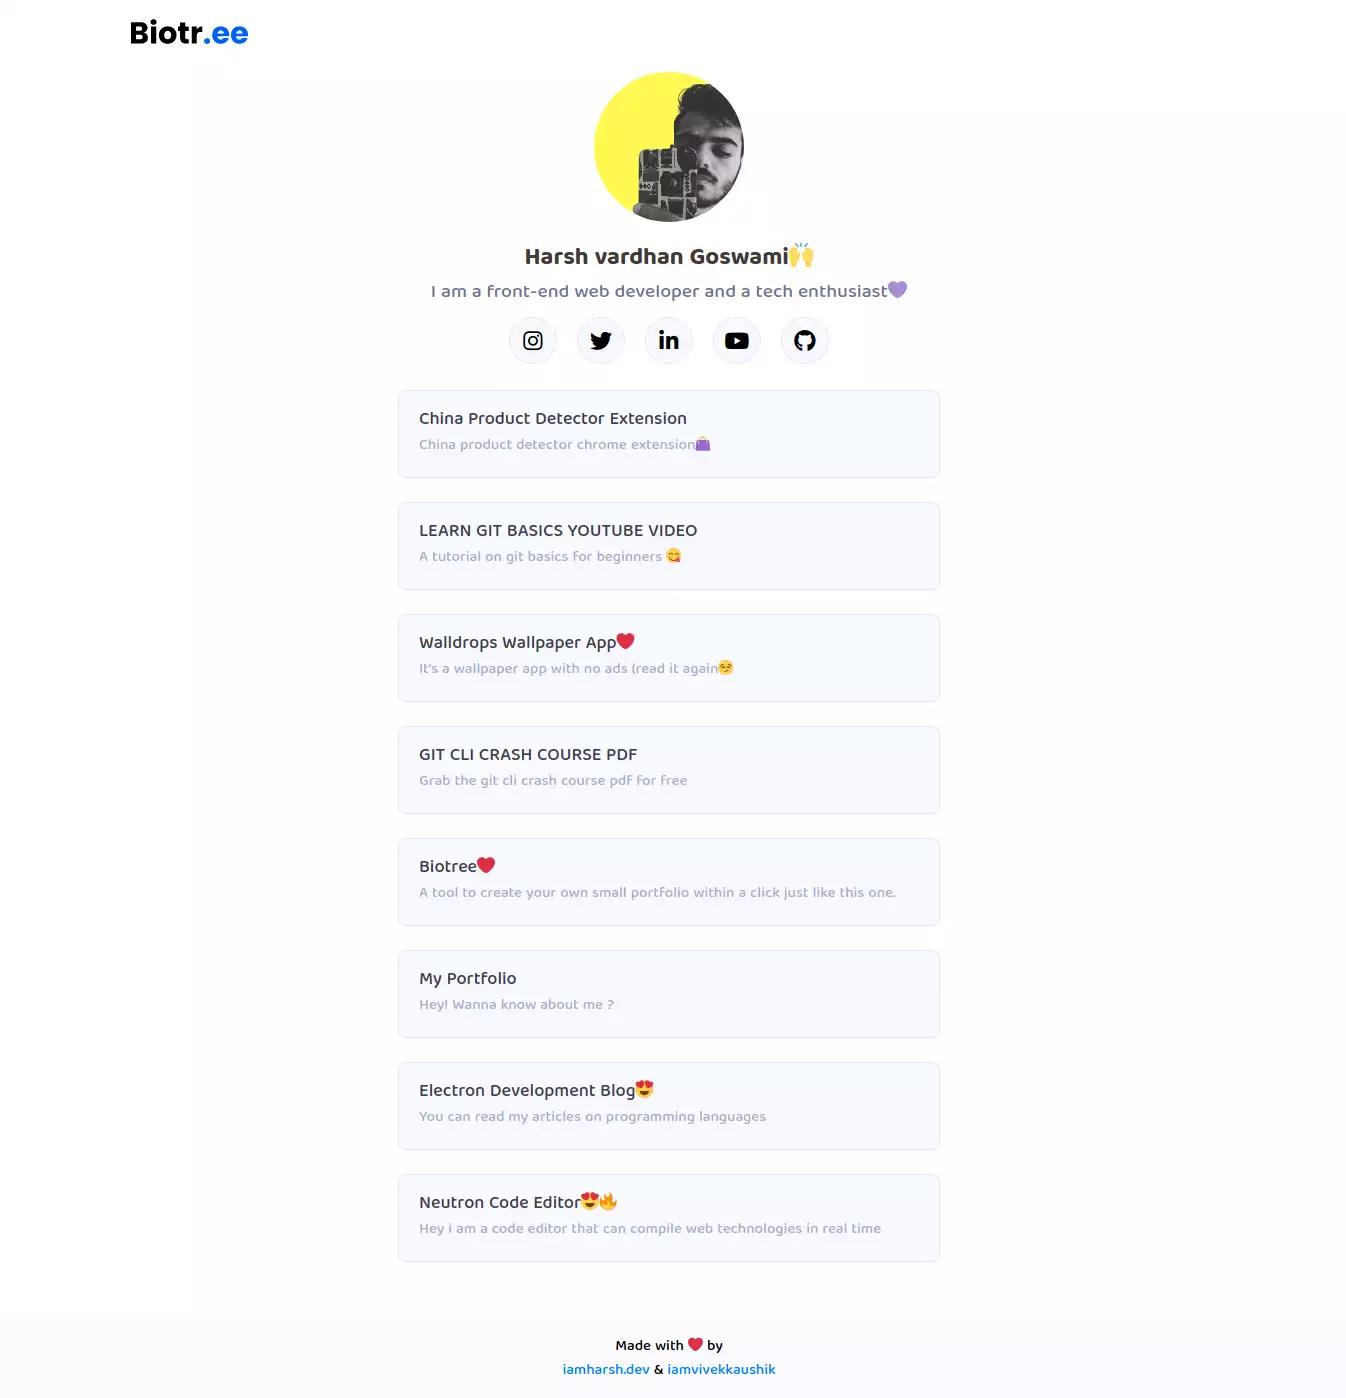 Biotr.ee
Harsh vardhan Goswami🙌
I am a front-end web developer and a tech enthusiast💜
China Product Detector Extension
China product detector chrome extension🛍
LEARN GIT BASICS YOUTUBE VIDEO
A tutorial on git basics for beginners 😋
Walldrops Wallpaper App❤
It's a wallpaper app with no ads (read it again😏
GIT CLI CRASH COURSE PDF
Grab the git cli crash course pdf for free
Biotree❤
A tool to create your own small portfolio within a click just like this one.
My Portfolio
Hey! Wanna know about me ?
Electron Development Blog😍
You can read my articles on programming languages
Neutron Code Editor😍🔥
Hey i am a code editor that can compile web technologies in real time
Made with ❤ by
iamharsh.dev & iamvivekkaushik